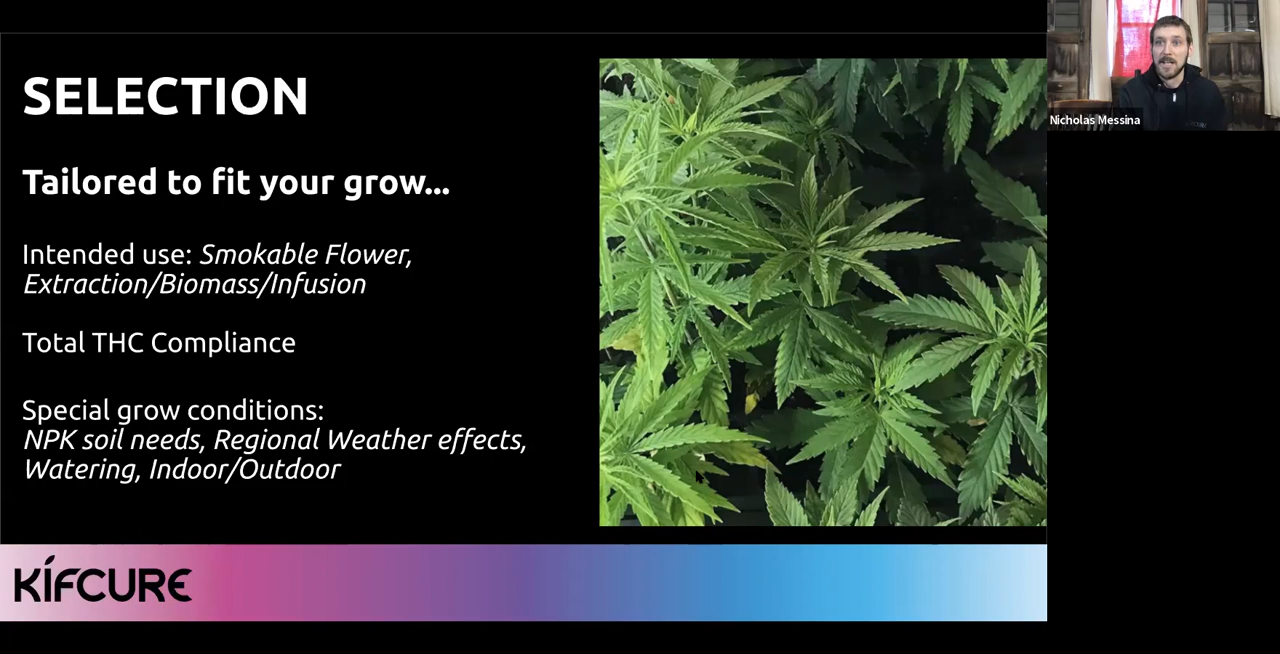 SELECTION
Tailored to fit your grow...
Intended use: Smokable Flower,
Extraction/Biomass/Infusion
Total THC Compliance
Special grow conditions:
NPK soil needs, Regional Weather effects,
Watering, Indoor/Outdoor
KIFCURE
Nicholas Messina